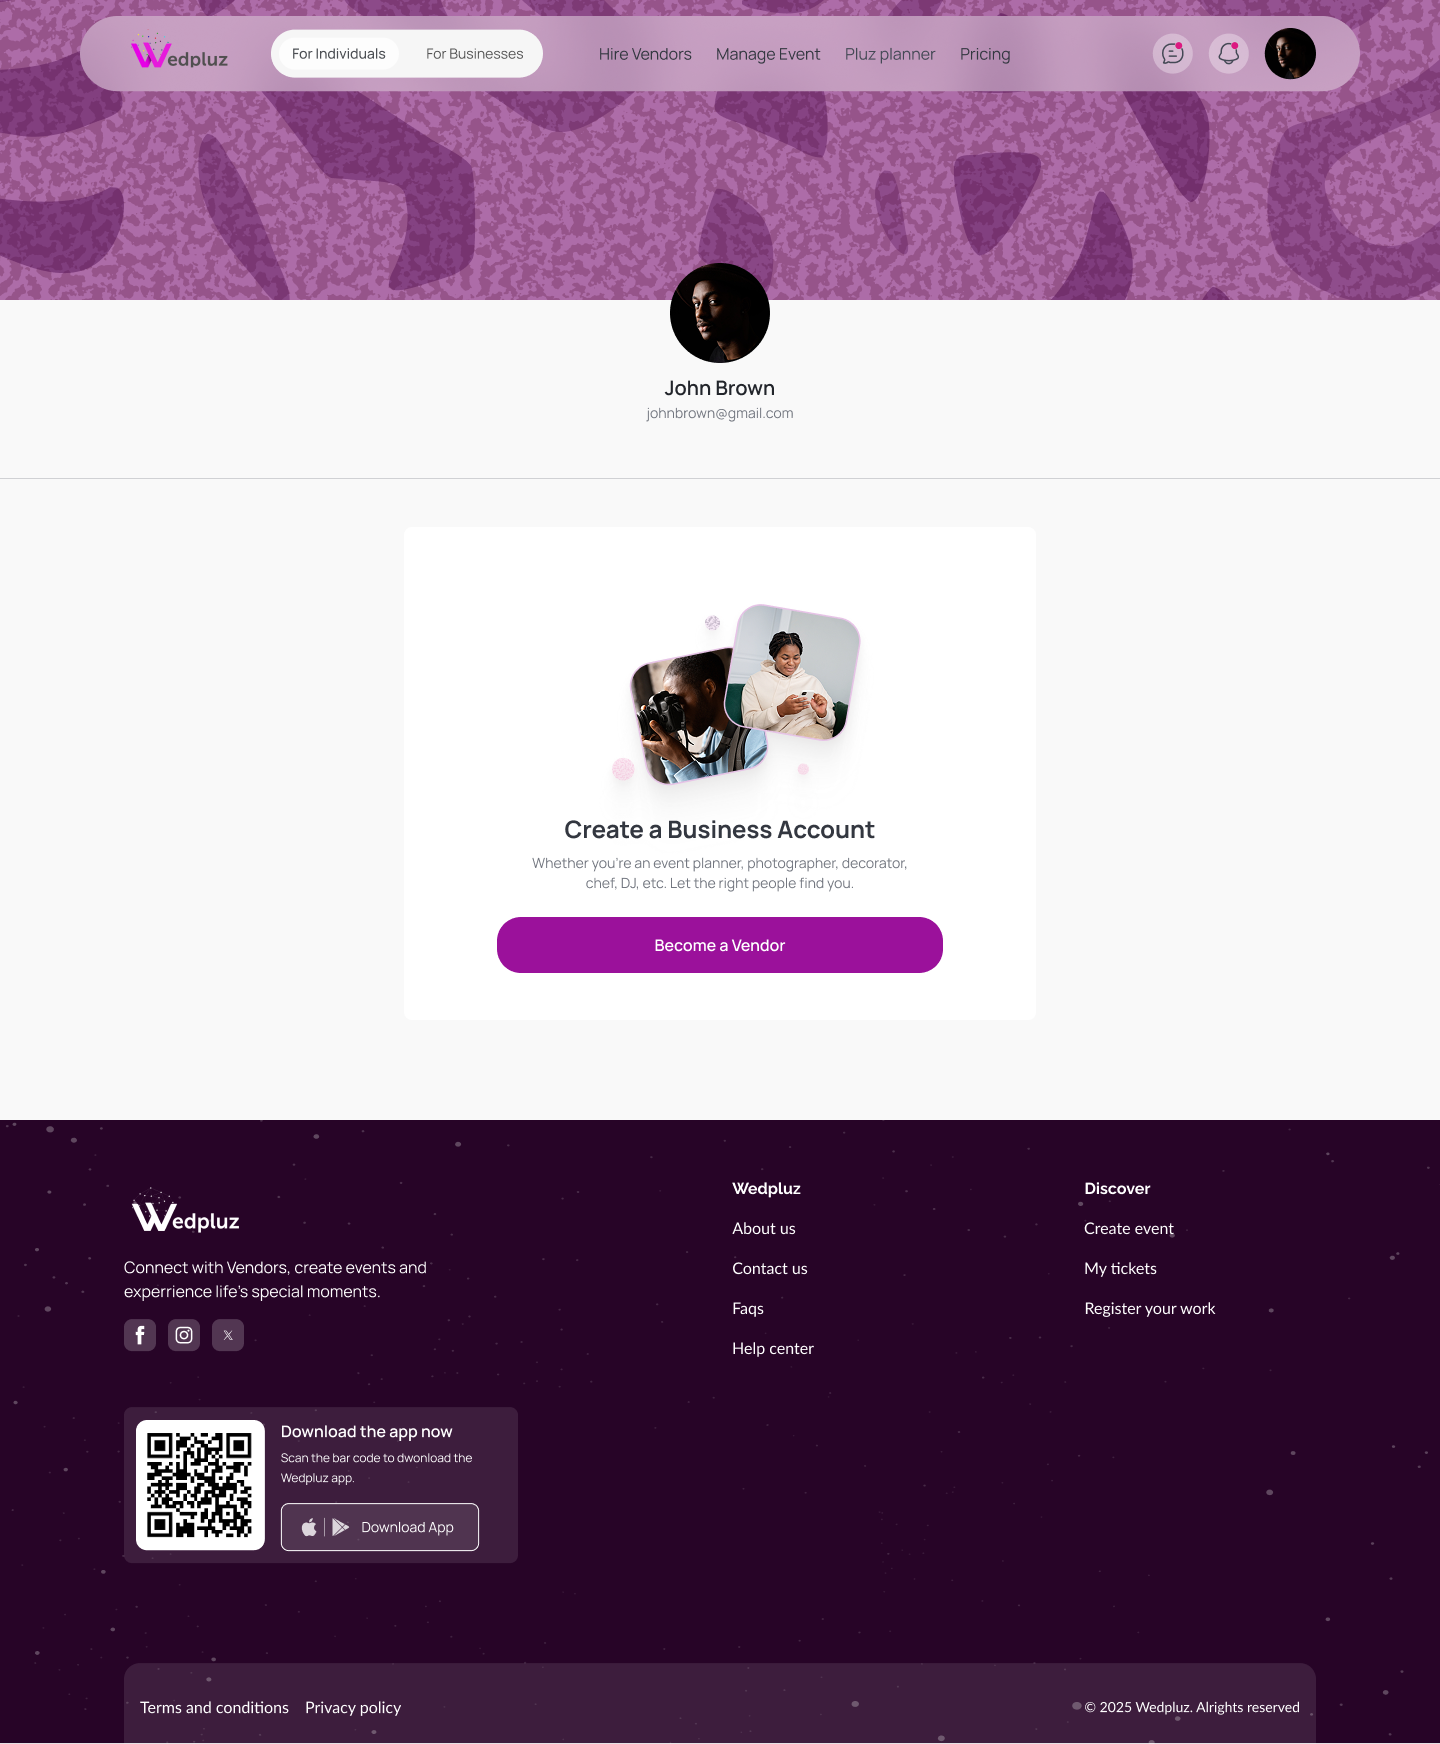 Wedpluz
For Individuals
For Businesses
Hire Vendors
Manage Event
Pluz planner
Pricing
John Brown
johnbrown@gmail.com
Create a Business Account
Whether you're an event planner, photographer, decorator,
chef, DJ, etc. Let the right people find you.
Become a Vendor
Wedpluz
Connect with Vendors, create events and
experrience life's special moments.
𝕏
Download the app now
Scan the bar code to dwonload the
Wedpluz app.
Download App
Wedpluz
About us
Contact us
Faqs
Help center
Discover
Create event
My tickets
Register your work
Terms and conditions
Privacy policy
© 2025 Wedpluz. Alrights reserved